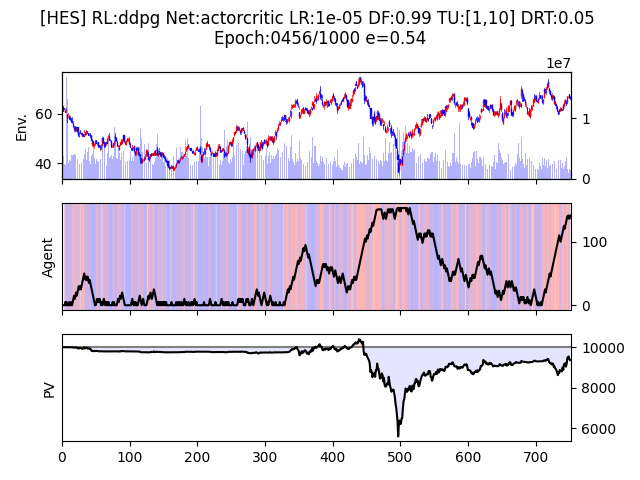 [HES] RL:ddpg Net:actorcritic LR:1e-05 DF:0.99 TU:[1,10] DRT:0.05
Epoch:0456/1000 e=0.54
1e7
Env.
60
40
1
0
Agent
100
0
PV
10000
8000
6000
0 100 200 300 400 500 600 700